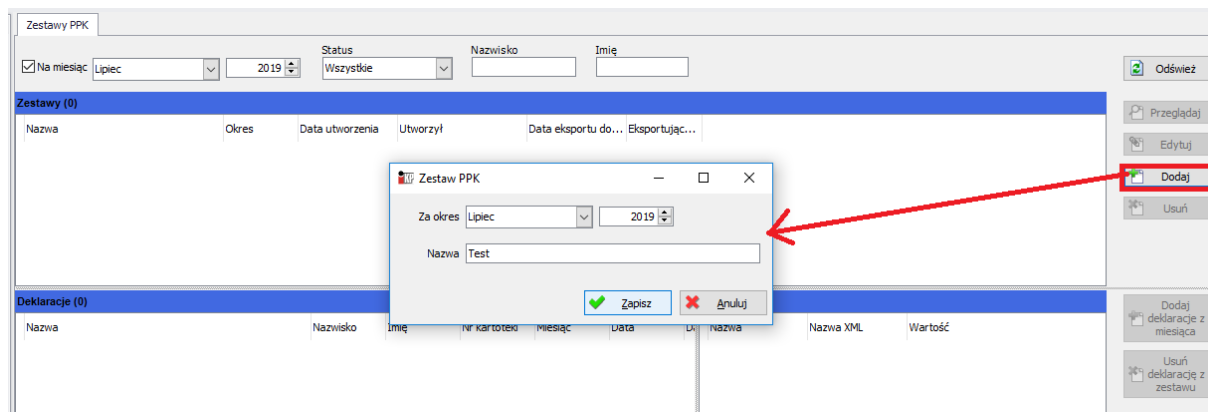 Zestawy PPK
Status Nazwisko Imię
Na miesiąc Lipiec 2019 Wszystkie
Odśwież
Zestawy (0)
Nazwa Okres Data utworzenia Utworzył Data eksportu do... Eksportując...
Przeglądaj
Edytuj
Dodaj
Usuń
Zestaw PPK
Za okres Lipiec 2019
Nazwa Test
Zapisz Anuluj
Deklaracje (0)
Nazwa Nazwisko Imię Nr kartoteki Miesiąc Data
Nazwa Nazwa XML Wartość
Dodaj
deklaracje z
miesiąca
Usuń
deklarację z
zestawu